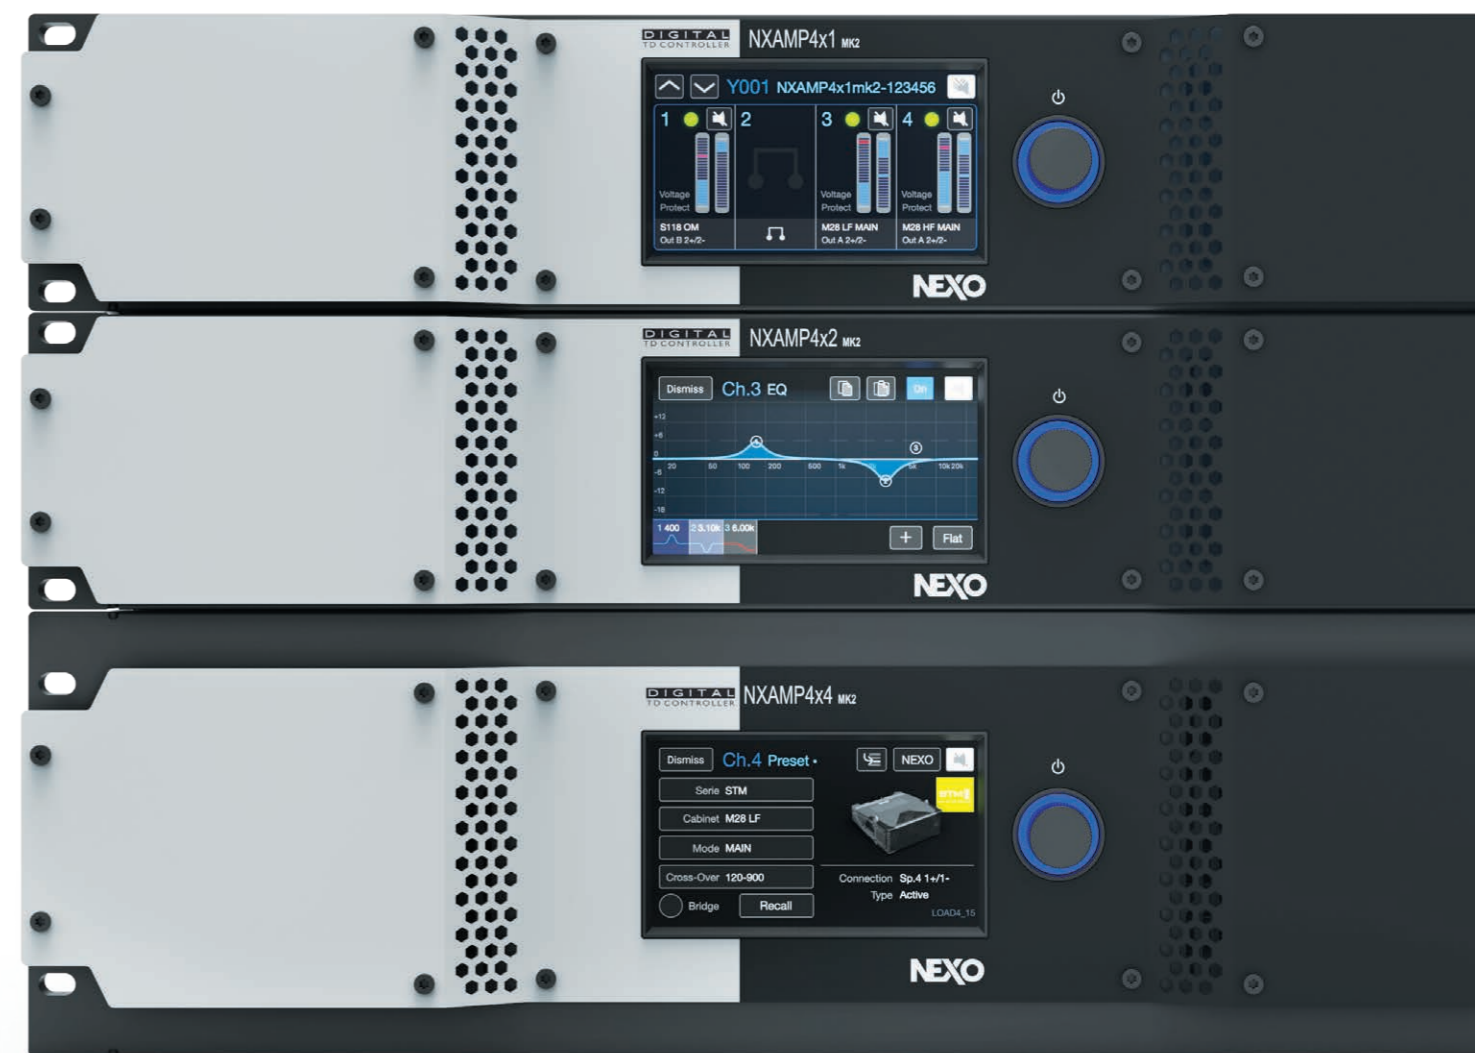 DIGITAL
TD CONTROLLER
NXAMP4x1 MK2
Y001 NXAMP4x1mk2-123456
1 2 3 4
Voltage Voltage Voltage
Protect Protect Protect
S118 OM M28 LF MAIN M28 HF MAIN
Out B 2+/2- Out A 2+/2- Out A 2+/2-
NEXO
DIGITAL
TD CONTROLLER
NXAMP4x2 MK2
Dismiss Ch.3 EQ On
+12
+6
0
20 50 100 200 500 1k 5K 10k 20k
-6
-12
-18
1 400 2 3.10k 3 6.00k
+ Flat
NEXO
DIGITAL
TD CONTROLLER
NXAMP4x4 MK2
Dismiss Ch.4 Preset • NEXO
Serie STM
STM
Cabinet M28 LF
Mode MAIN
Cross-Over 120-900
Connection Sp.4 1+/1-
Type Active
Bridge Recall
LOAD4_15
NEXO